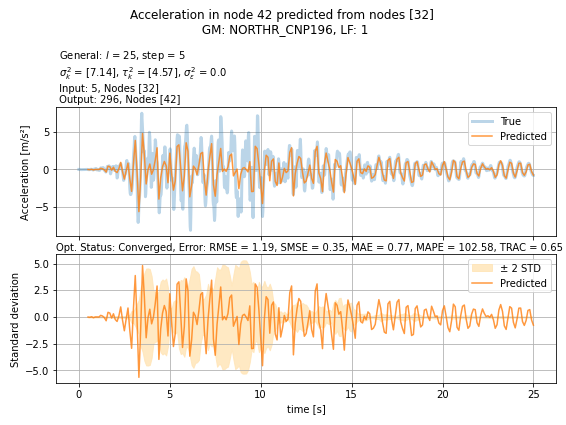 Acceleration in node 42 predicted from nodes [32]
GM: NORTHR_CNP196, LF: 1
General: l = 25, step = 5
σ²ₖ = [7.14], τ²ₖ = [4.57], σ²ε = 0.0
Input: 5, Nodes [32]
Output: 296, Nodes [42]
True
Predicted
Acceleration [m/s²]
5
0
−5
Opt. Status: Converged, Error: RMSE = 1.19, SMSE = 0.35, MAE = 0.77, MAPE = 102.58, TRAC = 0.65
± 2 STD
Predicted
Standard deviation
5.0
2.5
0.0
−2.5
−5.0
0 5 10 15 20 25
time [s]